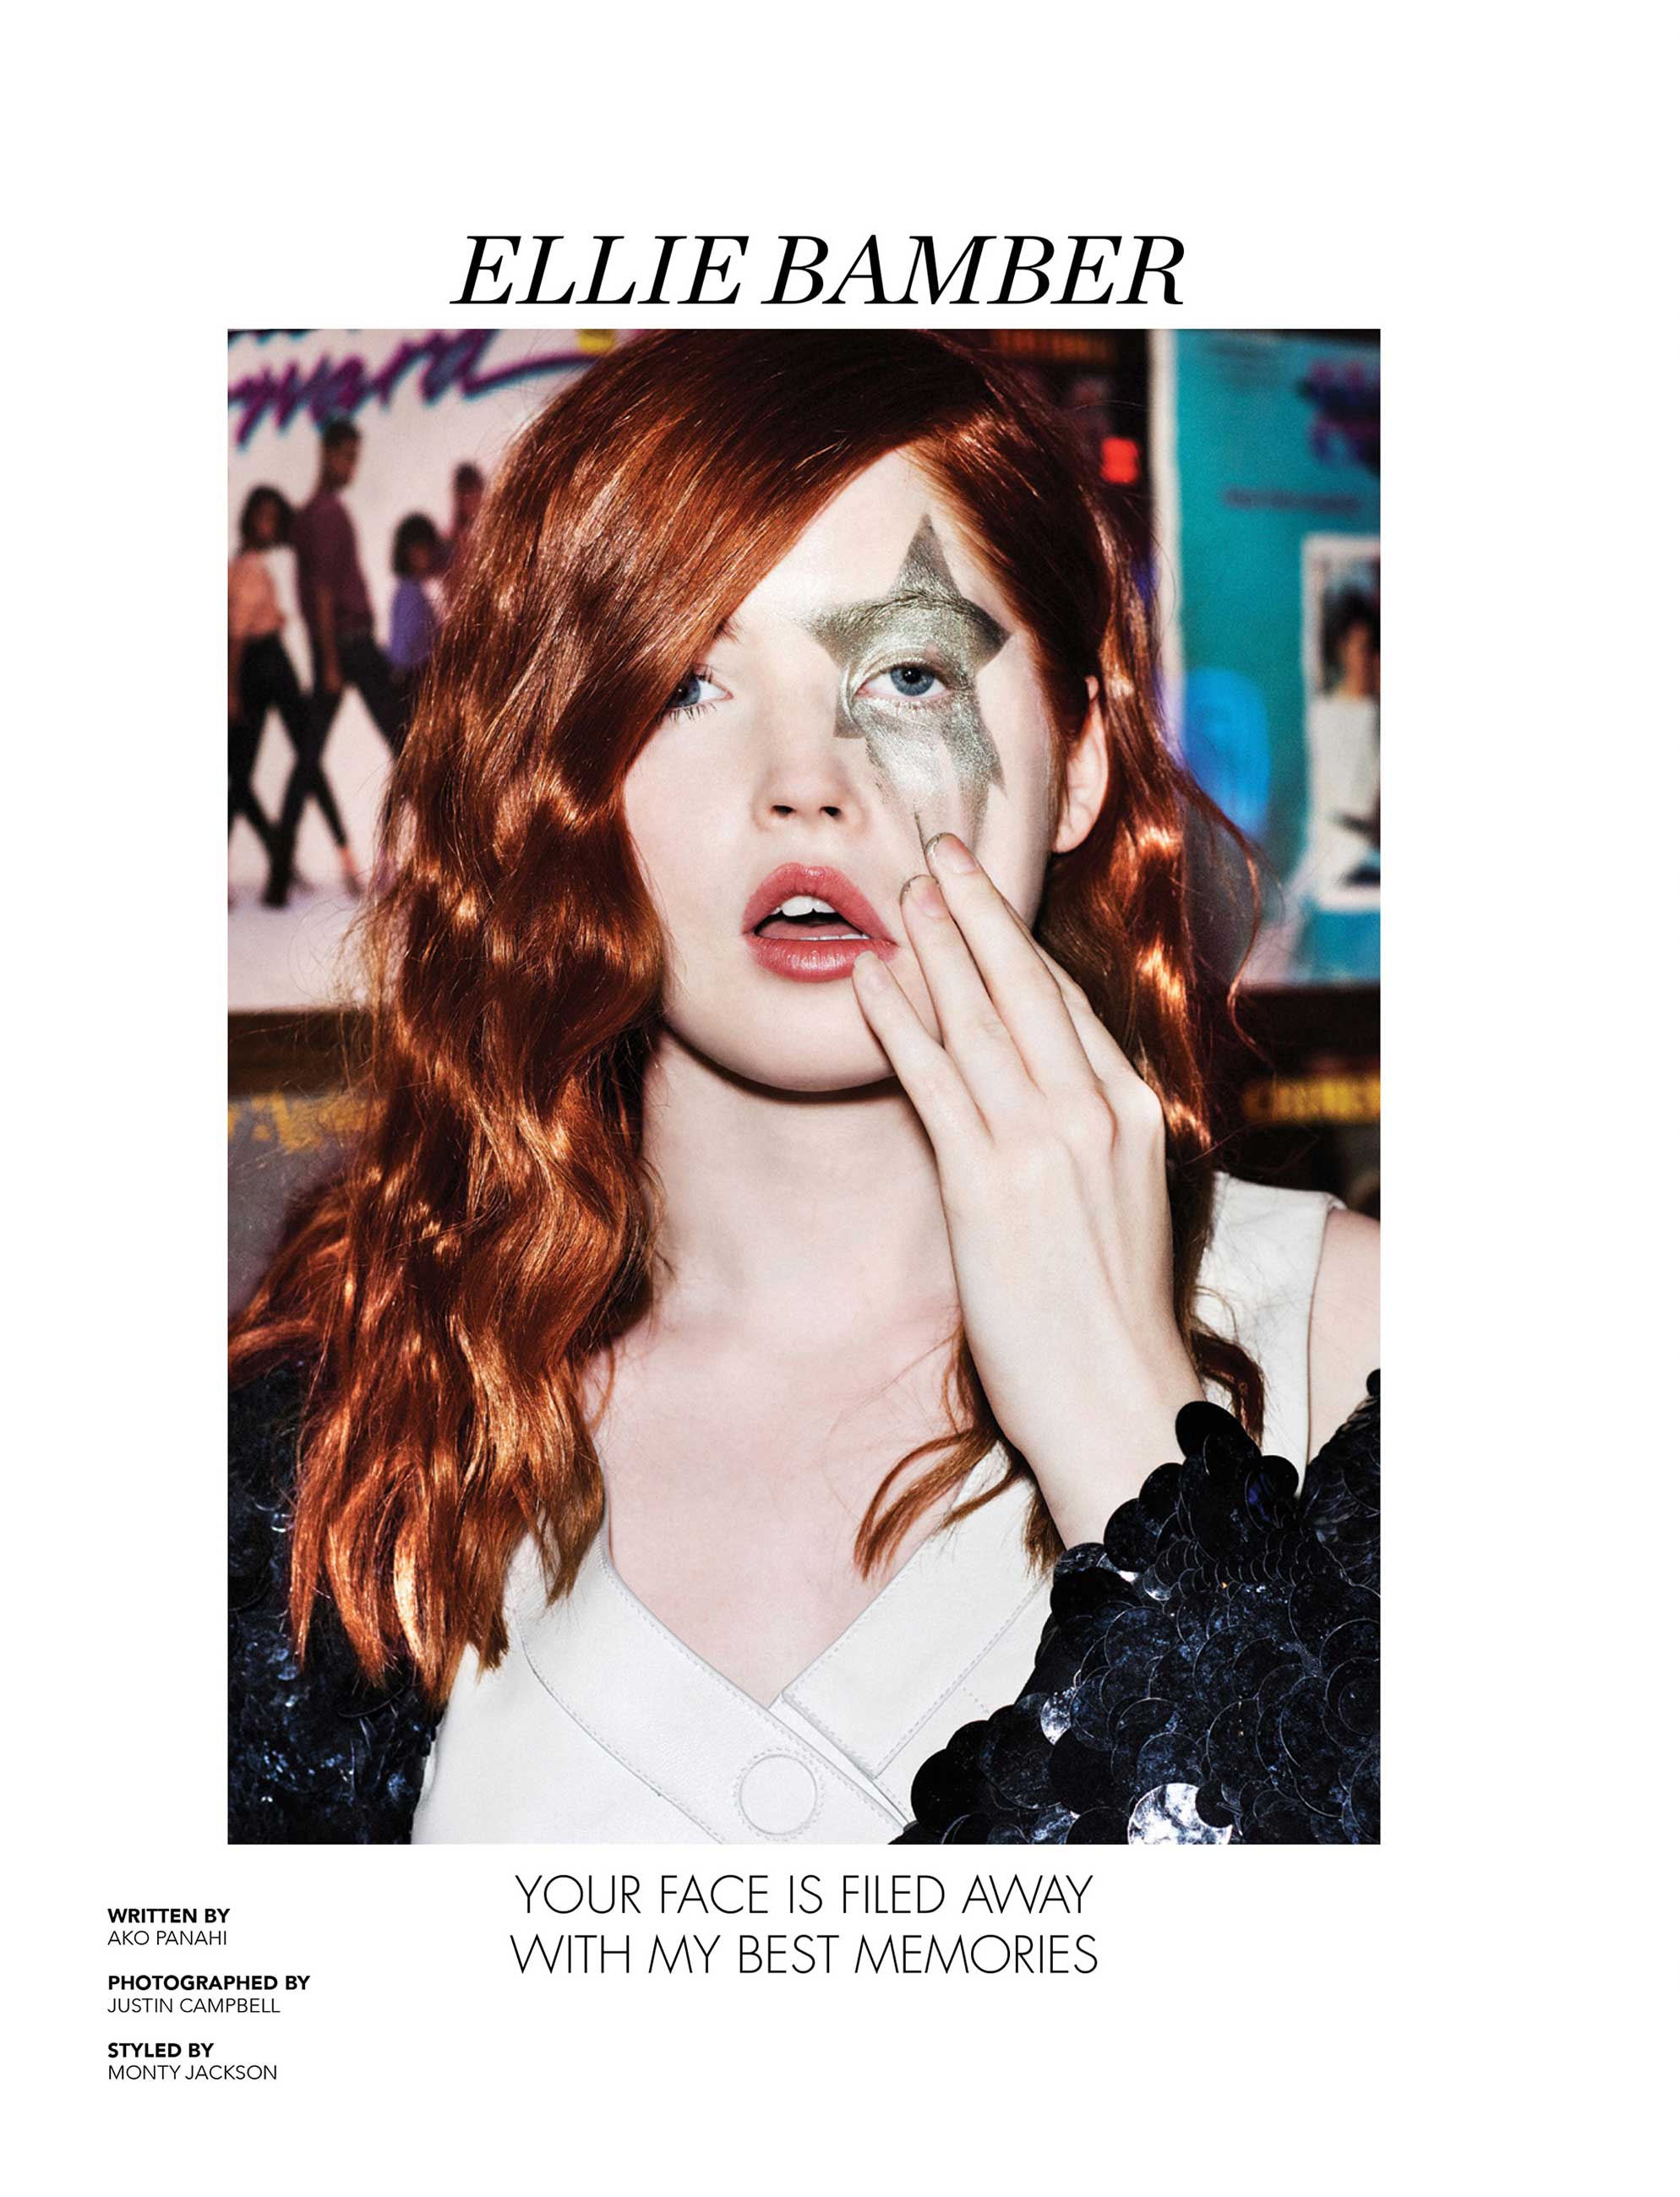 ELLIE BAMBER
YOUR FACE IS FILED AWAY
WITH MY BEST MEMORIES
WRITTEN BY
AKO PANAHI
PHOTOGRAPHED BY
JUSTIN CAMPBELL
STYLED BY
MONTY JACKSON